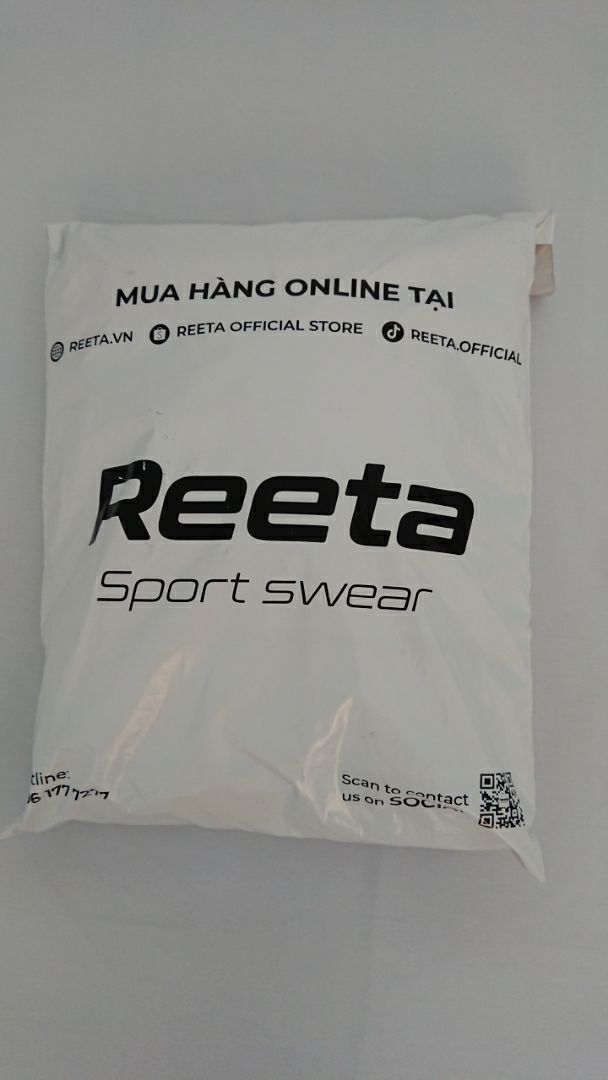 MUA HÀNG ONLINE TẠI
REETA.VN REETA OFFICIAL STORE REETA.OFFICIAL
Reeta
Sport swear
Scan to contact
us on